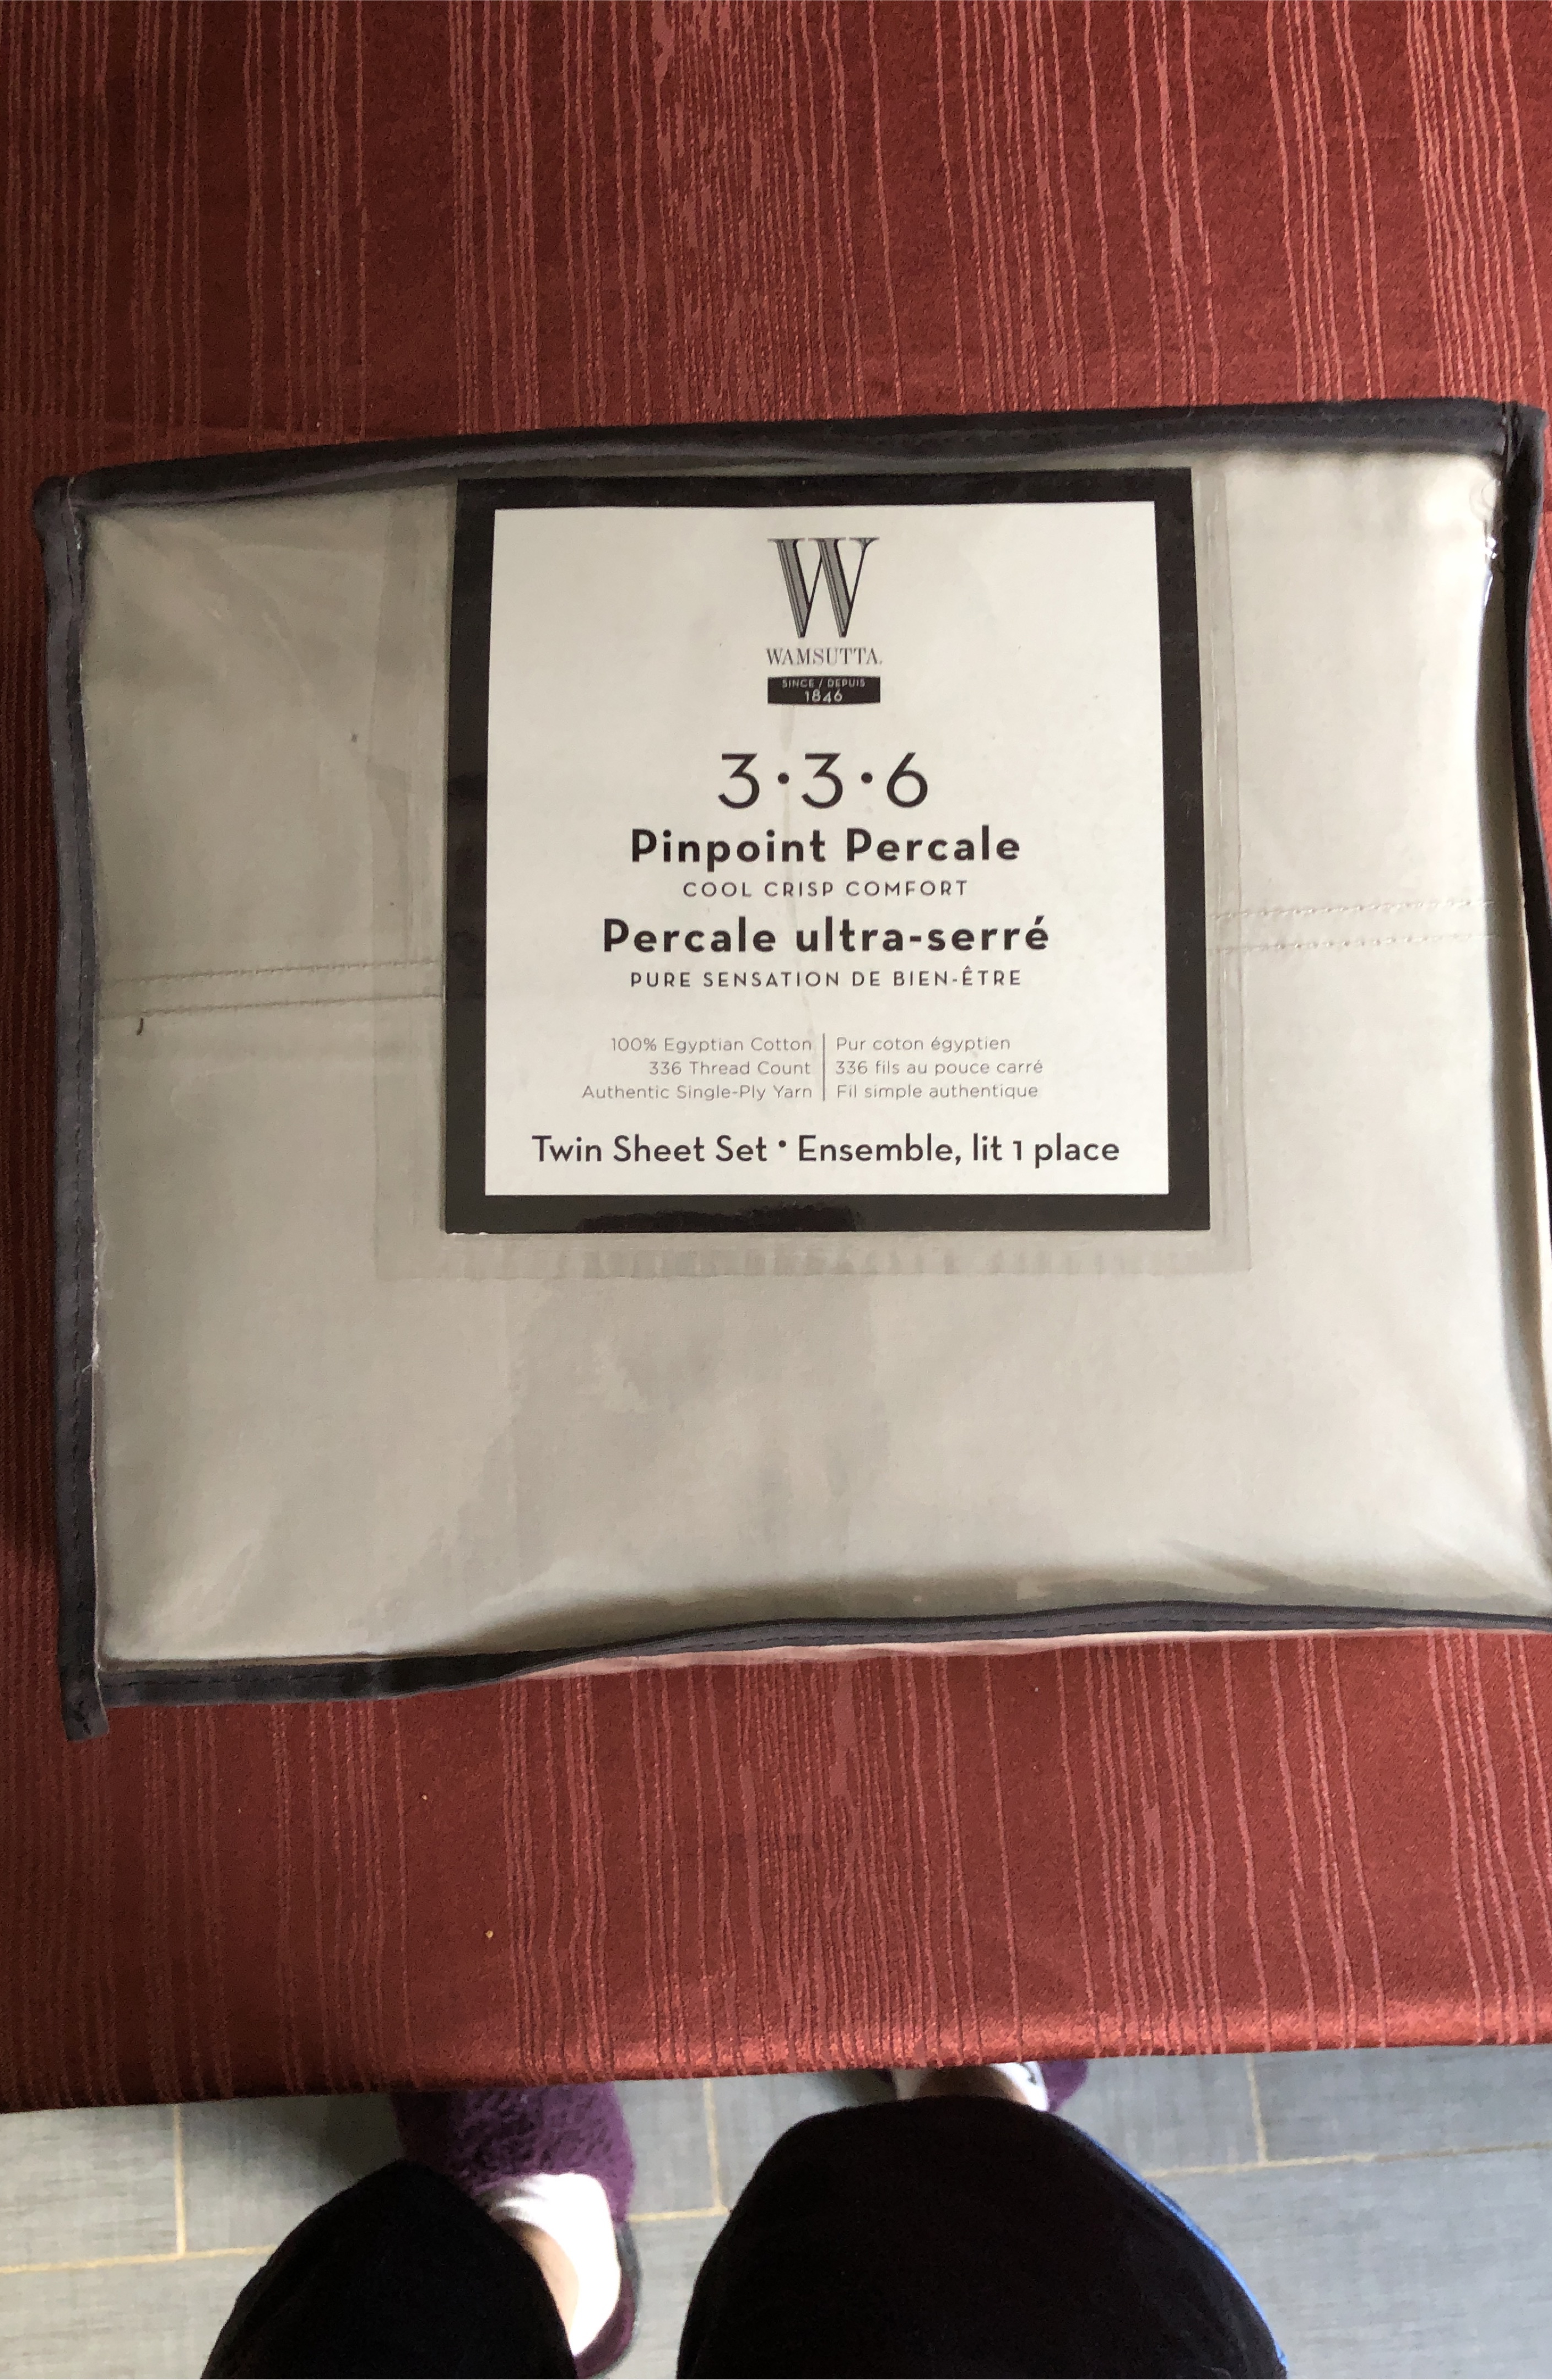 W
WAMSUTTA.
SINCE / DEPUIS
1846
3·3·6
Pinpoint Percale
COOL CRISP COMFORT
Percale ultra-serré
PURE SENSATION DE BIEN-ÊTRE
100% Egyptian Cotton | Pur coton égyptien
336 Thread Count | 336 fils au pouce carré
Authentic Single-Ply Yarn | Fil simple authentique
Twin Sheet Set • Ensemble, lit 1 place